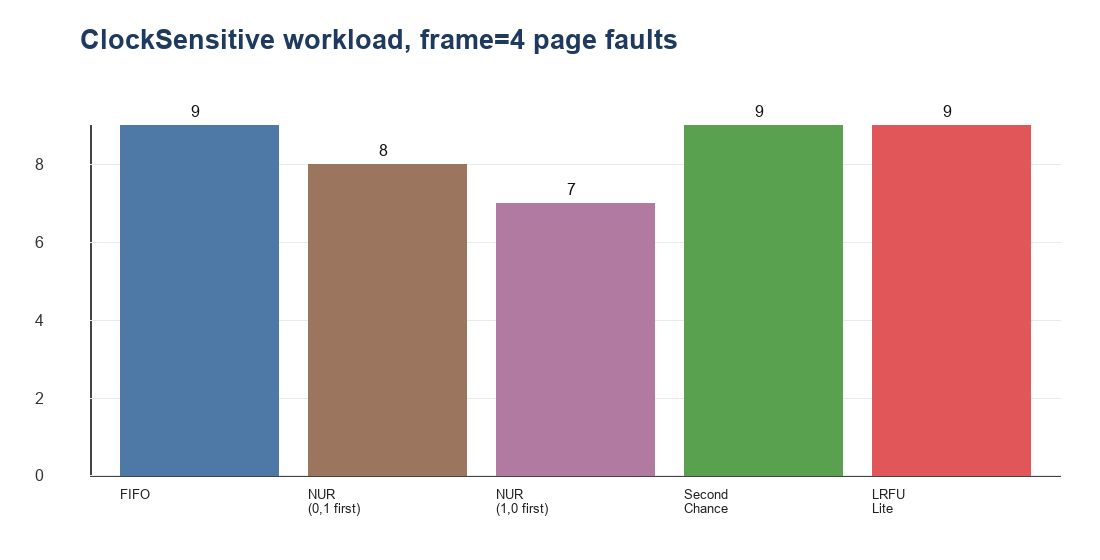 ClockSensitive workload, frame=4 page faults
9
8
7
9
9
8
6
4
2
0
FIFO
NUR
(0,1 first)
NUR
(1,0 first)
Second
Chance
LRFU
Lite